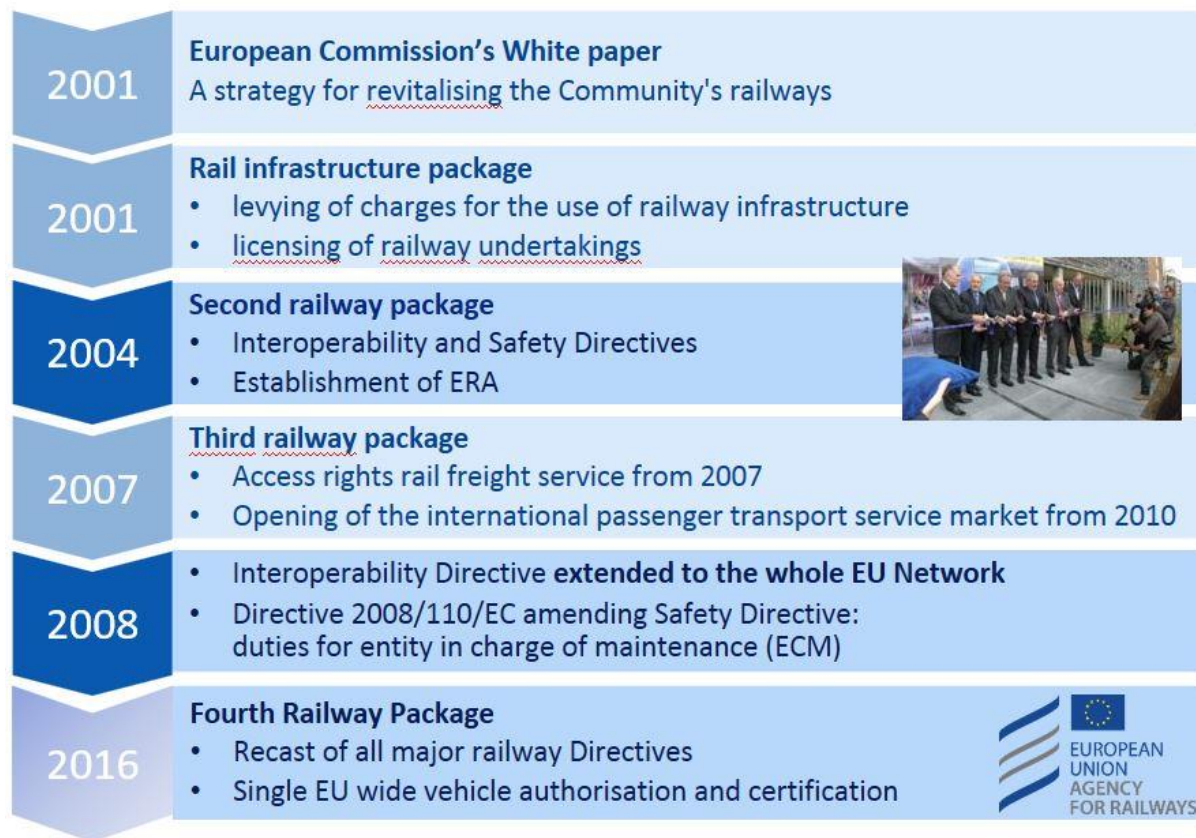 2001
European Commission's White paper
A strategy for revitalising the Community's railways
2001
Rail infrastructure package
• levying of charges for the use of railway infrastructure
• licensing of railway undertakings
2004
Second railway package
• Interoperability and Safety Directives
• Establishment of ERA
2007
Third railway package
• Access rights rail freight service from 2007
• Opening of the international passenger transport service market from 2010
2008
• Interoperability Directive extended to the whole EU Network
• Directive 2008/110/EC amending Safety Directive:
duties for entity in charge of maintenance (ECM)
2016
Fourth Railway Package
• Recast of all major railway Directives
• Single EU wide vehicle authorisation and certification
EUROPEAN
UNION
AGENCY
FOR RAILWAYS